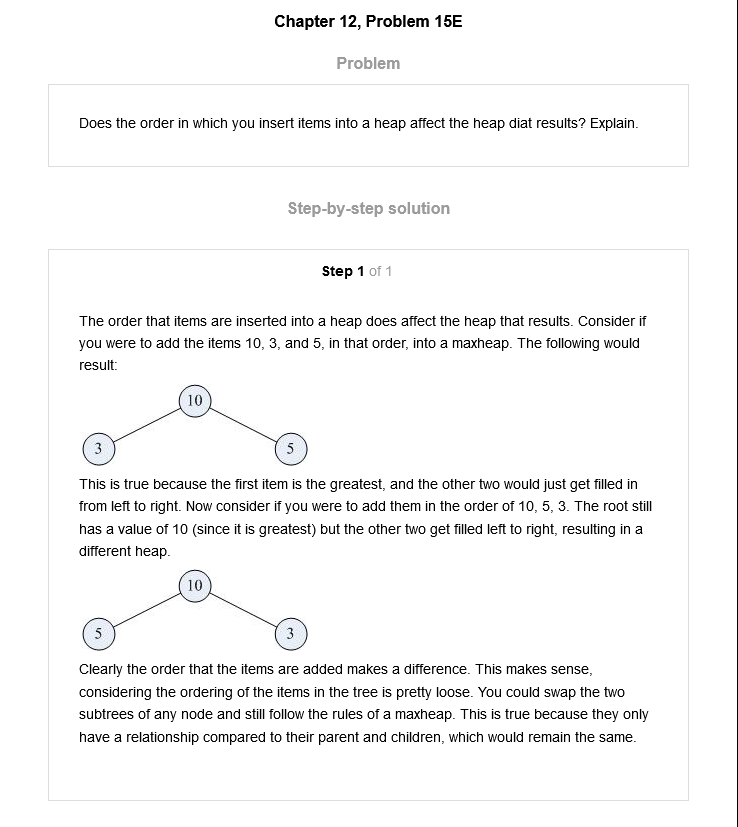 Chapter 12, Problem 15E
Problem
Does the order in which you insert items into a heap affect the heap diat results? Explain.
Step-by-step solution
Step 1 of 1
The order that items are inserted into a heap does affect the heap that results. Consider if
you were to add the items 10, 3, and 5, in that order, into a maxheap. The following would
result:
10
3 5
This is true because the first item is the greatest, and the other two would just get filled in
from left to right. Now consider if you were to add them in the order of 10, 5, 3. The root still
has a value of 10 (since it is greatest) but the other two get filled left to right, resulting in a
different heap.
10
5 3
Clearly the order that the items are added makes a difference. This makes sense,
considering the ordering of the items in the tree is pretty loose. You could swap the two
subtrees of any node and still follow the rules of a maxheap. This is true because they only
have a relationship compared to their parent and children, which would remain the same.